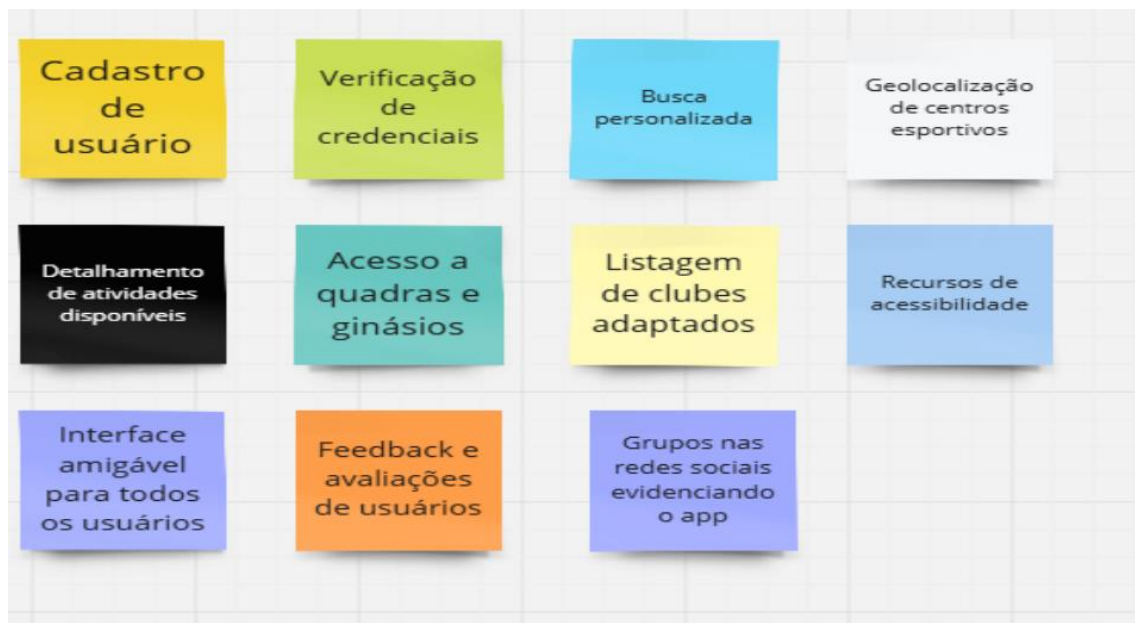 Cadastro
de
usuário
Verificação
de
credenciais
Busca
personalizada
Geolocalização
de centros
esportivos
Detalhamento
de atividades
disponíveis
Acesso a
quadras e
ginásios
Listagem
de clubes
adaptados
Recursos de
acessibilidade
Interface
amigável
para todos
os usuários
Feedback e
avaliações
de usuários
Grupos nas
redes sociais
evidenciando
o app